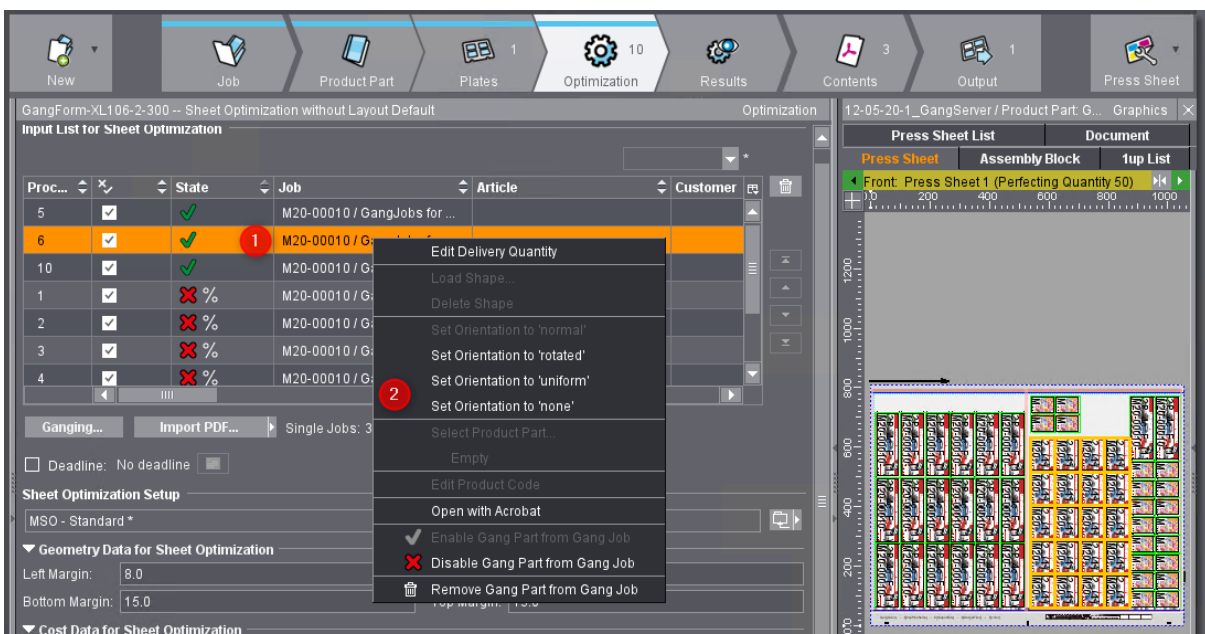 New
Job
Product Part
1
Plates
10
Optimization
Results
3
Contents
1
Output
Press Sheet
GangForm-XL106-2-300 -- Sheet Optimization without Layout Default
Optimization
Input List for Sheet Optimization
*
Proc... State Job Article Customer
5 M20-00010 / GangJobs for ...
6 1 M20-00010 /
10 M20-00010 / Ga
1 % M20-00010 / Ga
2 % M20-00010 / Ga
3 % M20-00010 / Ga
4 % M20-00010 / Ga
2
Edit Delivery Quantity
Load Shape...
Delete Shape
Set Orientation to 'normal'
Set Orientation to 'rotated'
Set Orientation to 'uniform'
Set Orientation to 'none'
Select Product Part...
Empty
Edit Product Code
Open with Acrobat
Enable Gang Part from Gang Job
Disable Gang Part from Gang Job
Remove Gang Part from Gang Job
Ganging...
Import PDF...
Single Jobs: 3
Deadline: No deadline
Sheet Optimization Setup
MSO - Standard *
Geometry Data for Sheet Optimization
Left Margin: 8.0
Bottom Margin: 15.0
Cost Data for Sheet Optimization
12-05-20-1_GangServer / Product Part: G... Graphics
Press Sheet List
Document
Press Sheet
Assembly Block
1up List
Front: Press Sheet 1 (Perfecting Quantity 50)
200 400 600 800 1000
1200
1000
800
600
400
200
0